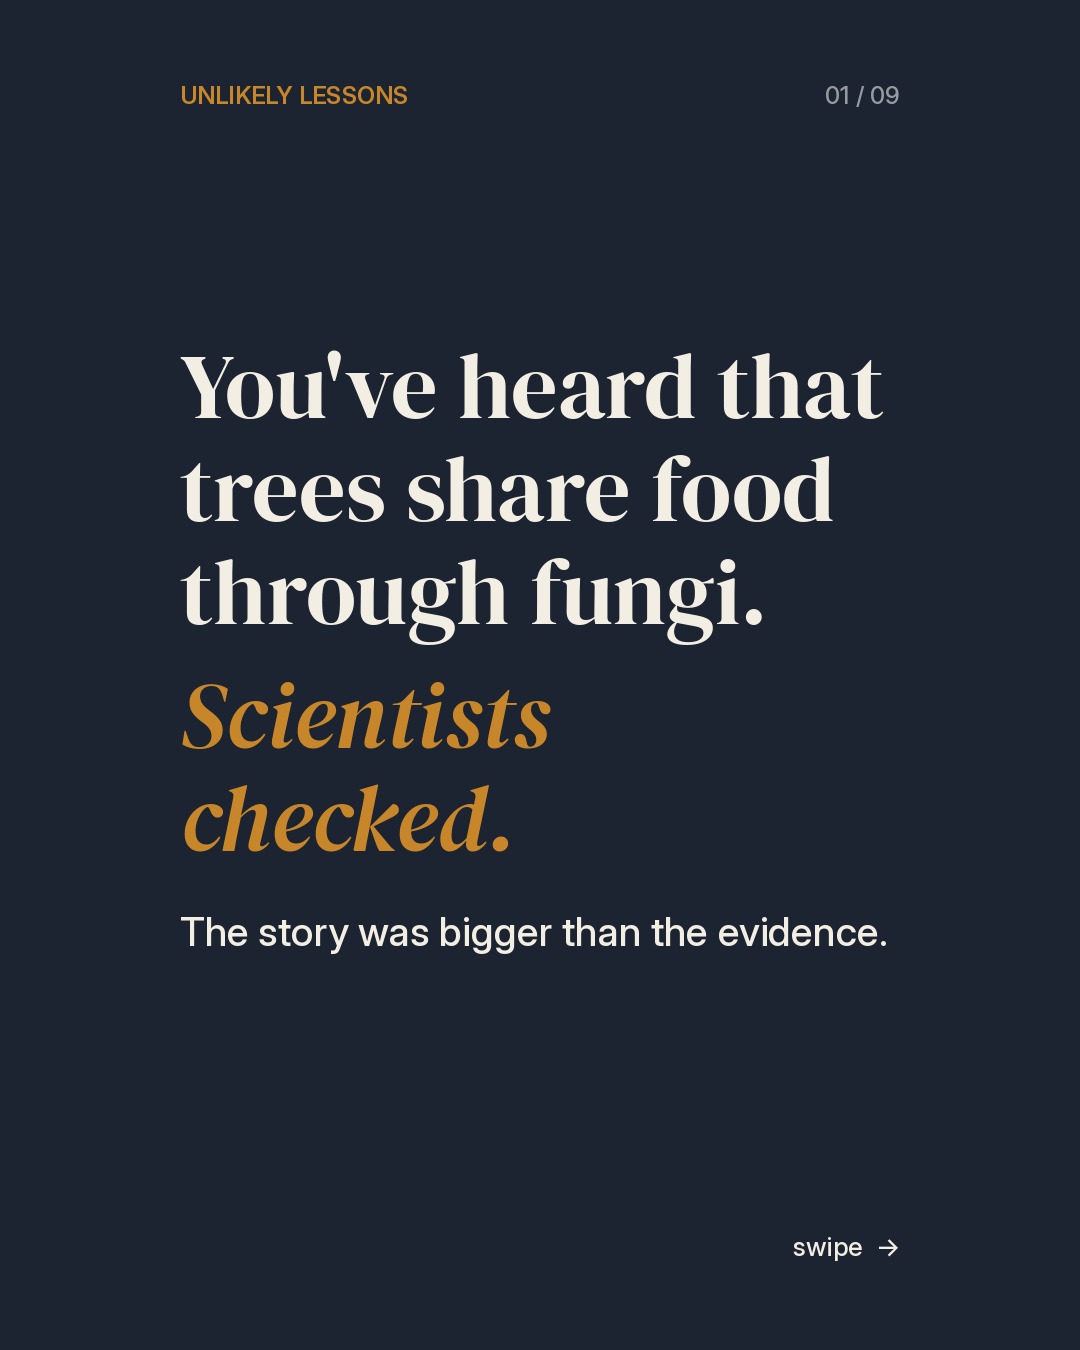 UNLIKELY LESSONS
01 / 09
You've heard that
trees share food
through fungi.
Scientists
checked.
The story was bigger than the evidence.
swipe →